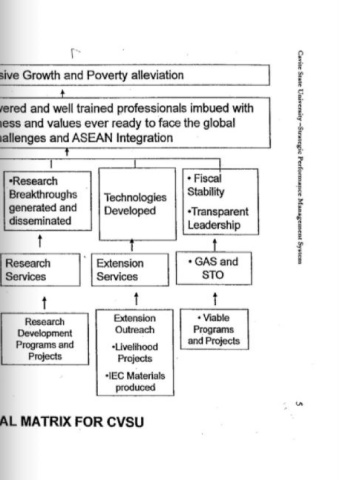 sive Growth and Poverty alleviation
vered and well trained professionals imbued with
ness and values ever ready to face the global
allenges and ASEAN Integration
•Research
Breakthroughs
generated and
disseminated
Technologies
Developed
• Fiscal
Stability
•Transparent
Leadership
Research
Services
Extension
Services
• GAS and
STO
Research
Development
Programs and
Projects
Extension
Outreach
•Livelihood
Projects
•IEC Materials
produced
• Viable
Programs
and Projects
AL MATRIX FOR CVSU
Cavite State University -Strategic Performance Management System
5